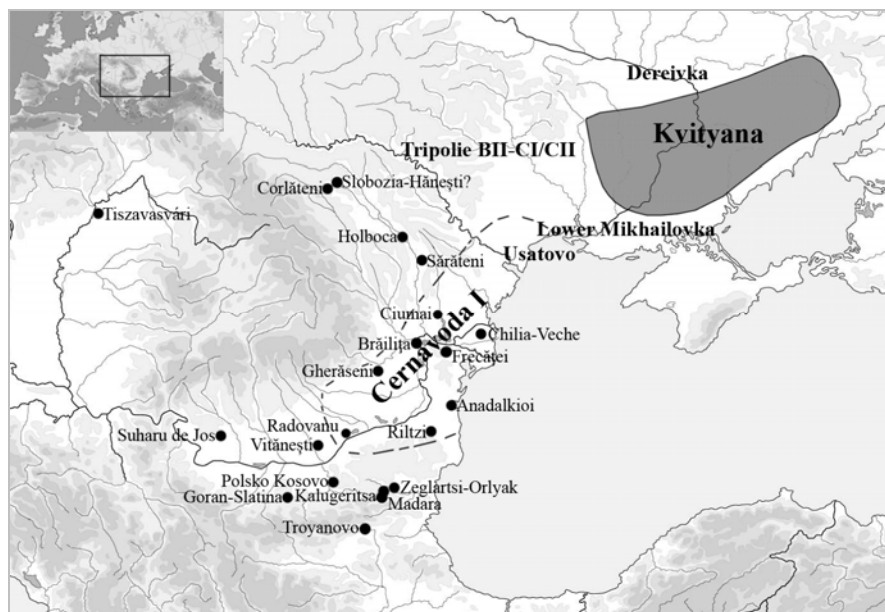 Dereivka
Kvityana
Tripolie BII-CI/CII
Slobozia-Hănești?
Corlăteni
Tiszavasvári
Lower Mikhailovka
Holboca
Usatovo
Sărăteni
Ciumai
Cernavoda I
Chilia-Veche
Brăilița
Frecăței
Gherăseni
Anadalkioi
Radovanu
Riltzi
Suharu de Jos
Vitănești
Polsko Kosovo
Zeglartsi-Orlyak
Goran-Slatina
Kalugeritsa
Madara
Troyanovo